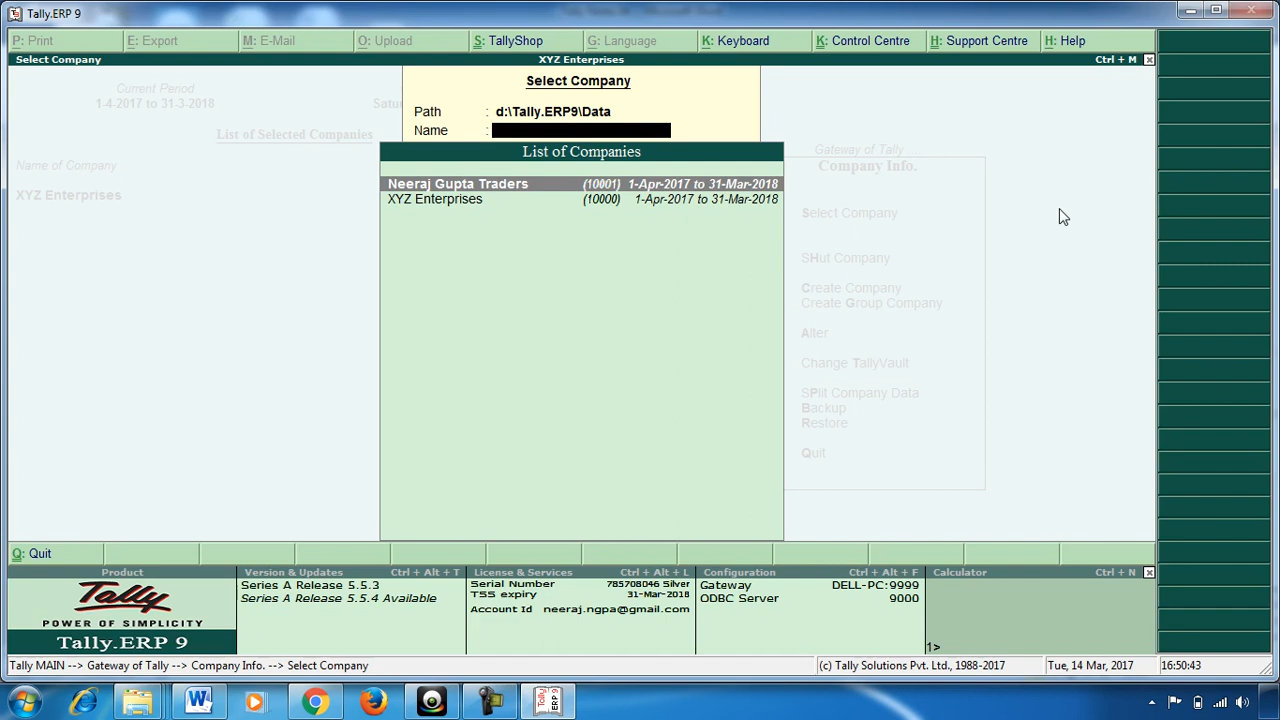 Tally.ERP 9
P: Print E: Export M: E-Mail O: Upload S: TallyShop G: Language K: Keyboard K: Control Centre H: Support Centre H: Help
Select Company XYZ Enterprises Ctrl + M
Select Company
Current Period
1-4-2017 to 31-3-2018 Satu
Path : d:\Tally.ERP9\Data
Name :
List of Selected Companies
List of Companies
Gateway of Tally
Name of Company
Company Info.
Neeraj Gupta Traders (10001) 1-Apr-2017 to 31-Mar-2018
XYZ Enterprises
XYZ Enterprises (10000) 1-Apr-2017 to 31-Mar-2018
Select Company
SHut Company
Create Company
Create Group Company
Alter
Change TallyVault
SPlit Company Data
Backup
Restore
Quit
Q: Quit
Product Version & Updates Ctrl + Alt + T License & Services Ctrl + Alt + L Configuration Ctrl + Alt + F Calculator Ctrl + N
Tally
POWER OF SIMPLICITY
Tally.ERP 9
Series A Release 5.5.3
Series A Release 5.5.4 Available
Serial Number 785708046 Silver
TSS expiry 31-Mar-2018
Account Id neeraj.ngpa@gmail.com
Gateway DELL-PC:9999
ODBC Server 9000
1>
Tally MAIN --> Gateway of Tally --> Company Info. --> Select Company (c) Tally Solutions Pvt. Ltd., 1988-2017 Tue, 14 Mar, 2017 16:50:43
4:50 PM